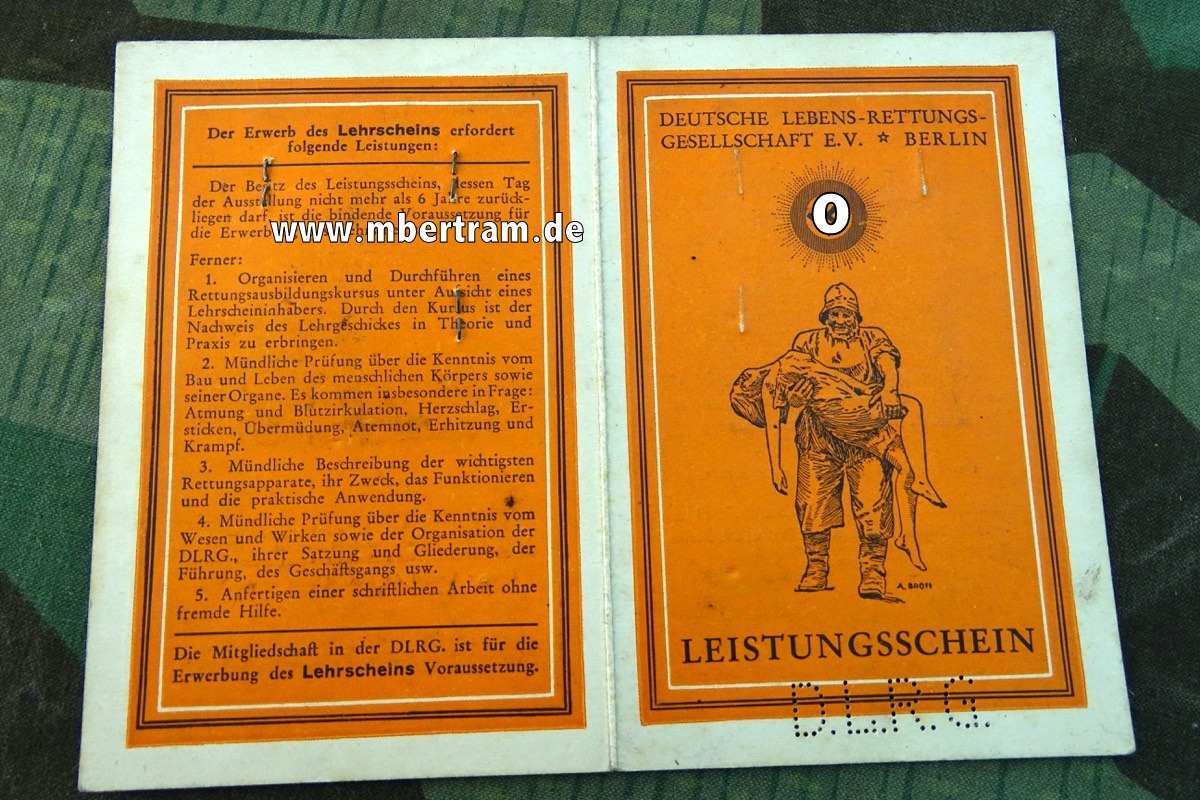 Der Erwerb des Lehrscheins erfordert
folgende Leistungen:
Der Besitz des Leistungsscheins, dessen Tag
der Ausstellung nicht mehr als 6 Jahre zurück-
liegen darf, ist die bindende Voraussetzung für
die Erwerb
www.mbertram.de
Ferner:
1. Organisieren und Durchführen eines
Rettungsausbildungskursus unter Aufsicht eines
Lehrscheininhabers. Durch den Kursus ist der
Nachweis des Lehrgeschickes in Theorie und
Praxis zu erbringen.
2. Mündliche Prüfung über die Kenntnis vom
Bau und Leben des menschlichen Körpers sowie
seiner Organe. Es kommen insbesondere in Frage:
Atmung und Blutzirkulation, Herzschlag, Er-
sticken, Übermüdung, Atemnot, Erhitzung und
Krampf.
3. Mündliche Beschreibung der wichtigsten
Rettungsapparate, ihr Zweck, das Funktionieren
und die praktische Anwendung.
4. Mündliche Prüfung über die Kenntnis vom
Wesen und Wirken sowie der Organisation der
DLRG., ihrer Satzung und Gliederung, der
Führung, des Geschäftsgangs usw.
5. Anfertigen einer schriftlichen Arbeit ohne
fremde Hilfe.
Die Mitgliedschaft in der DLRG. ist für die
Erwerbung des Lehrscheins Voraussetzung.
DEUTSCHE LEBENS-RETTUNGS-
GESELLSCHAFT E.V. ☆ BERLIN
0
LEISTUNGSSCHEIN
D.L.R.G.